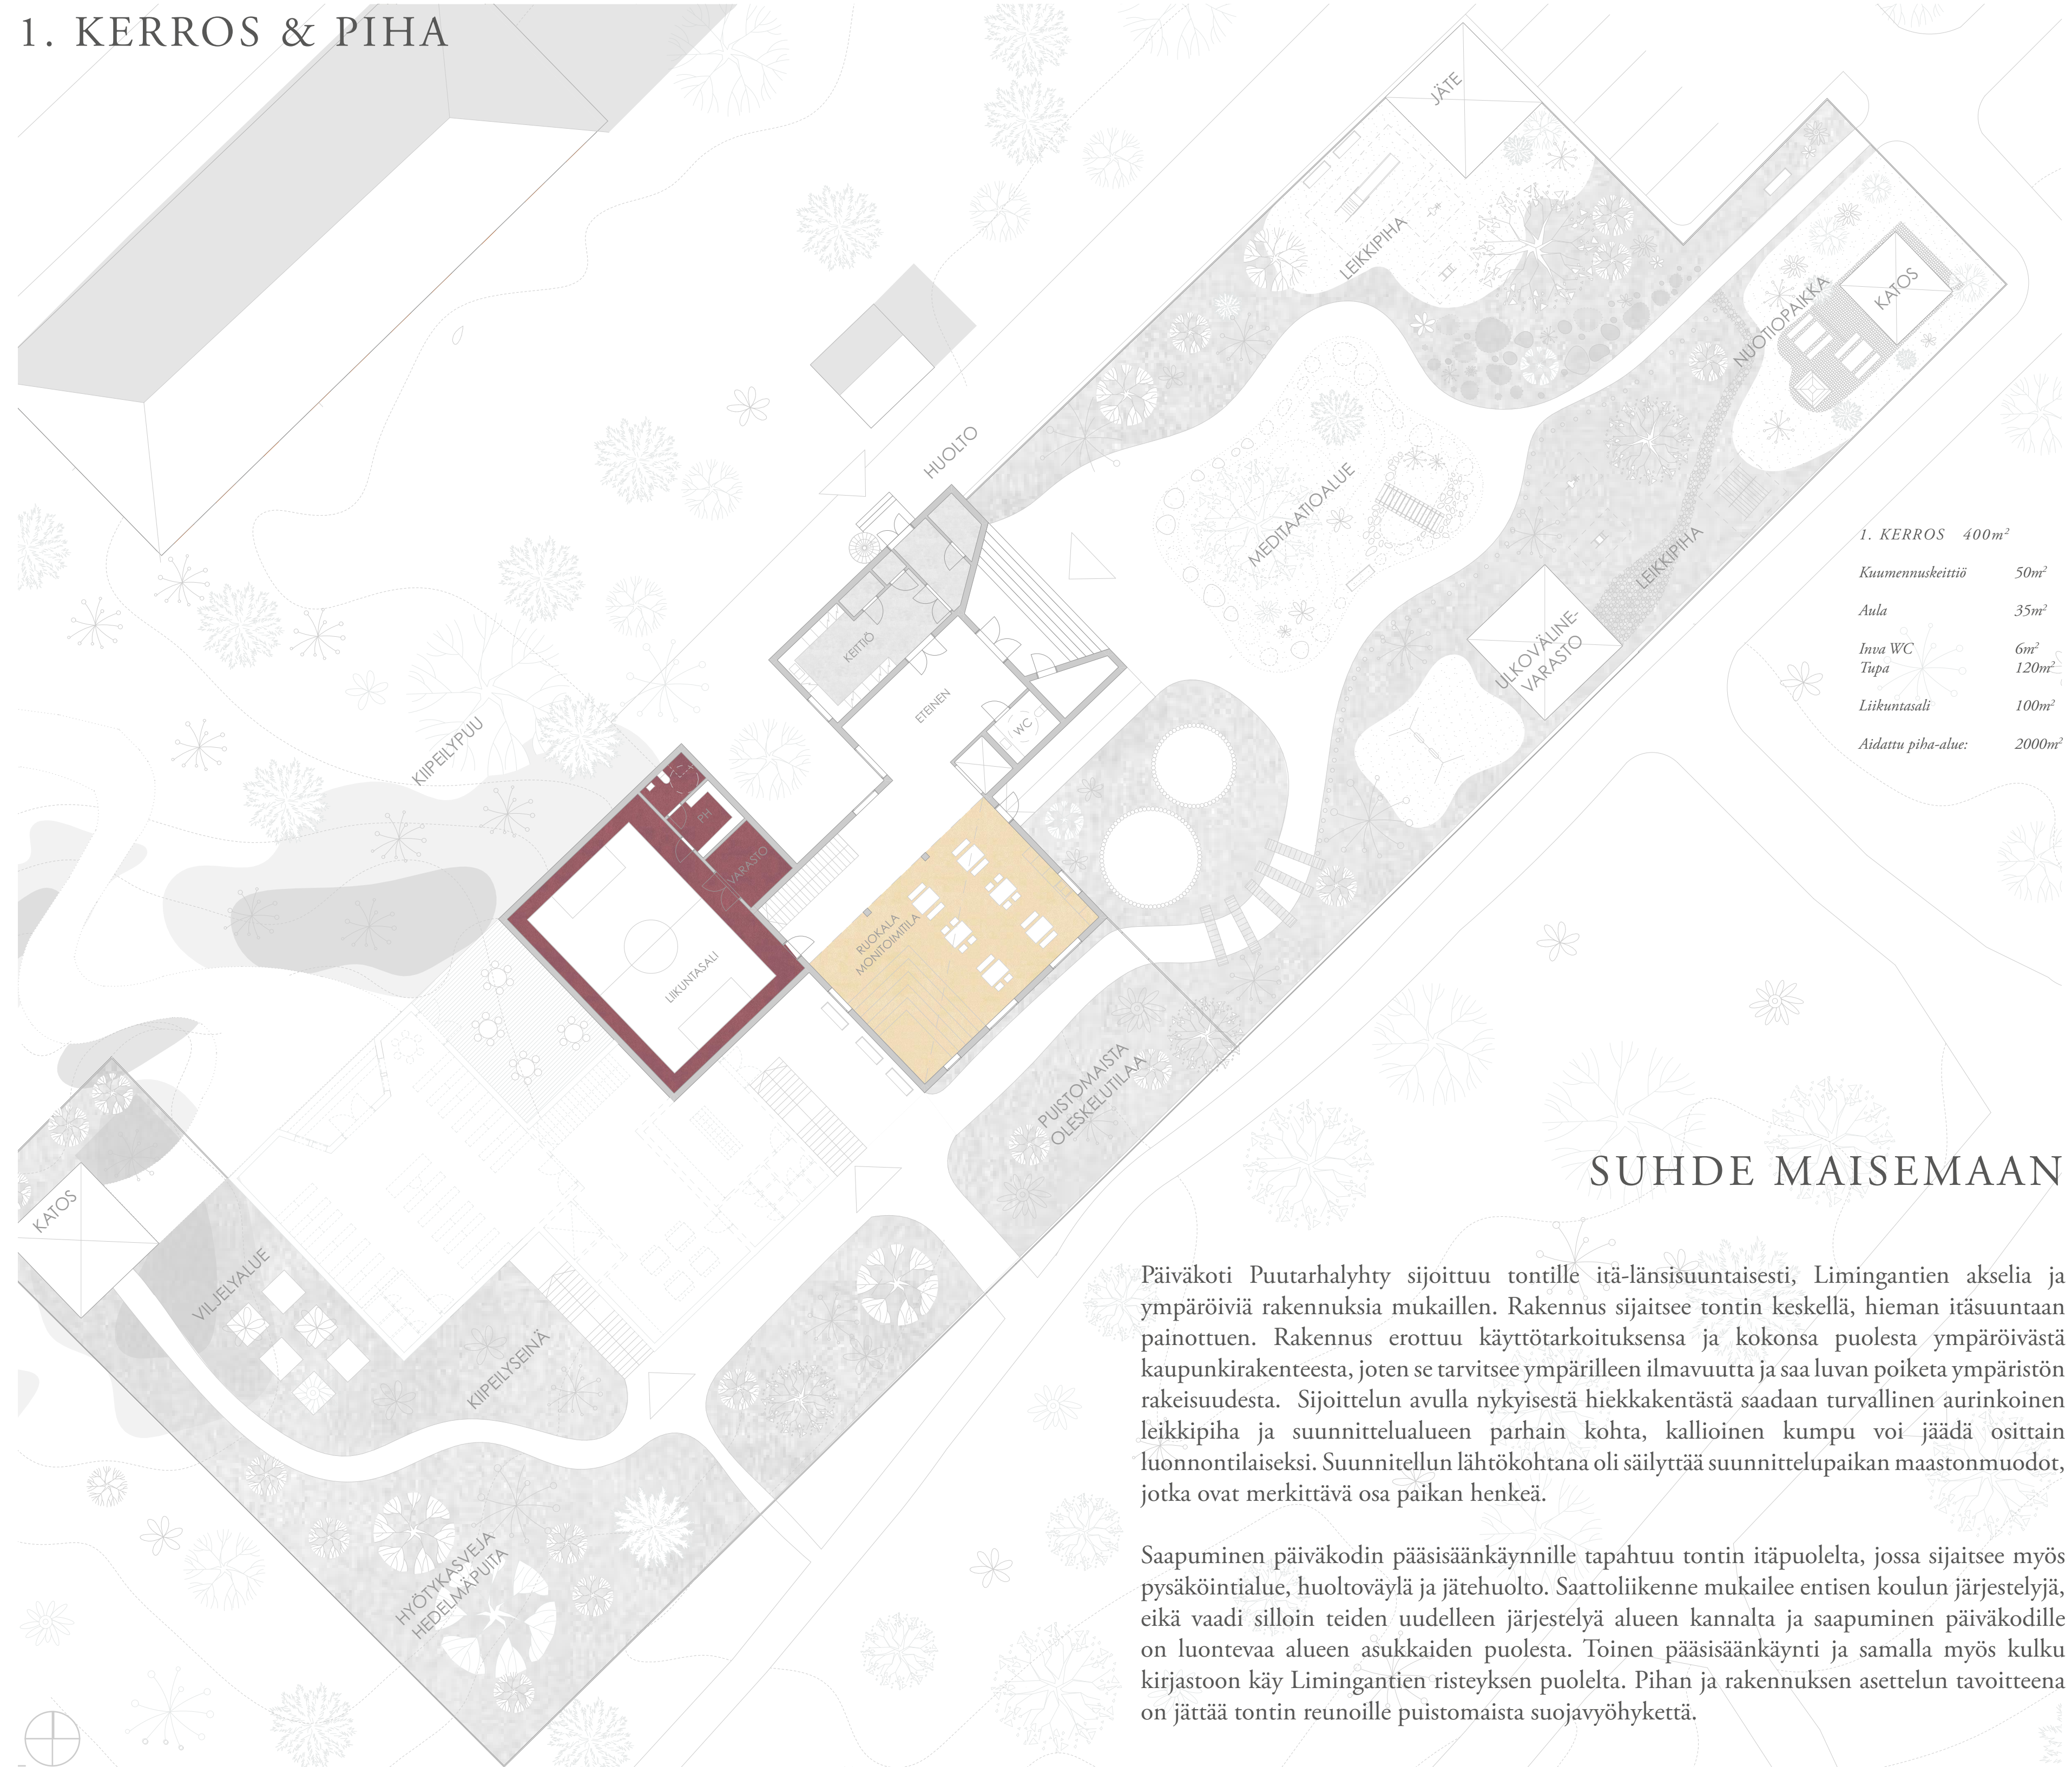 1. KERROS & PIHA
JÄTE
LEIKKIPIHA
KATOS
NUOTIOPAIKKA
HUOLTO
MEDITAATIOALUE
LEIKKIPIHA
ULKOVÄLINE-
VARASTO
KEITTIÖ
ETEINEN
WC
KIIPEILYPUU
PH
VARASTO
LIIKUNTASALI
RUOKALA
MONITOIMITILA
PUISTOMAISTA
OLESKELUTILAA
KATOS
VILJELYALUE
KIIPEILYSEINÄ
HYÖTYKASVEJA
HEDELMÄPUITA
1. KERROS 400m²
Kuumennuskeittiö 50m²
Aula 35m²
Inva WC 6m²
Tupa 120m²
Liikuntasali 100m²
Aidattu piha-alue: 2000m²
SUHDE MAISEMAAN
Päiväkoti Puutarhalyhty sijoittuu tontille itä-länsisuuntaisesti, Limingantien akselia ja
ympäröiviä rakennuksia mukaillen. Rakennus sijaitsee tontin keskellä, hieman itäsuuntaan
painottuen. Rakennus erottuu käyttötarkoituksensa ja kokonsa puolesta ympäröivästä
kaupunkirakenteesta, joten se tarvitsee ympärilleen ilmavuutta ja saa luvan poiketa ympäristön
rakeisuudesta. Sijoittelun avulla nykyisestä hiekkakentästä saadaan turvallinen aurinkoinen
leikkipiha ja suunnittelualueen parhain kohta, kallioinen kumpu voi jäädä osittain
luonnontilaiseksi. Suunnitellun lähtökohtana oli säilyttää suunnittelupaikan maastonmuodot,
jotka ovat merkittävä osa paikan henkeä.
Saapuminen päiväkodin pääsisäänkäynnille tapahtuu tontin itäpuolelta, jossa sijaitsee myös
pysäköintialue, huoltoväylä ja jätehuolto. Saattoliikenne mukailee entisen koulun järjestelyjä,
eikä vaadi silloin teiden uudelleen järjestelyä alueen kannalta ja saapuminen päiväkodille
on luontevaa alueen asukkaiden puolesta. Toinen pääsisäänkäynti ja samalla myös kulku
kirjastoon käy Limingantien risteyksen puolelta. Pihan ja rakennuksen asettelun tavoitteena
on jättää tontin reunoille puistomaista suojavyöhykettä.